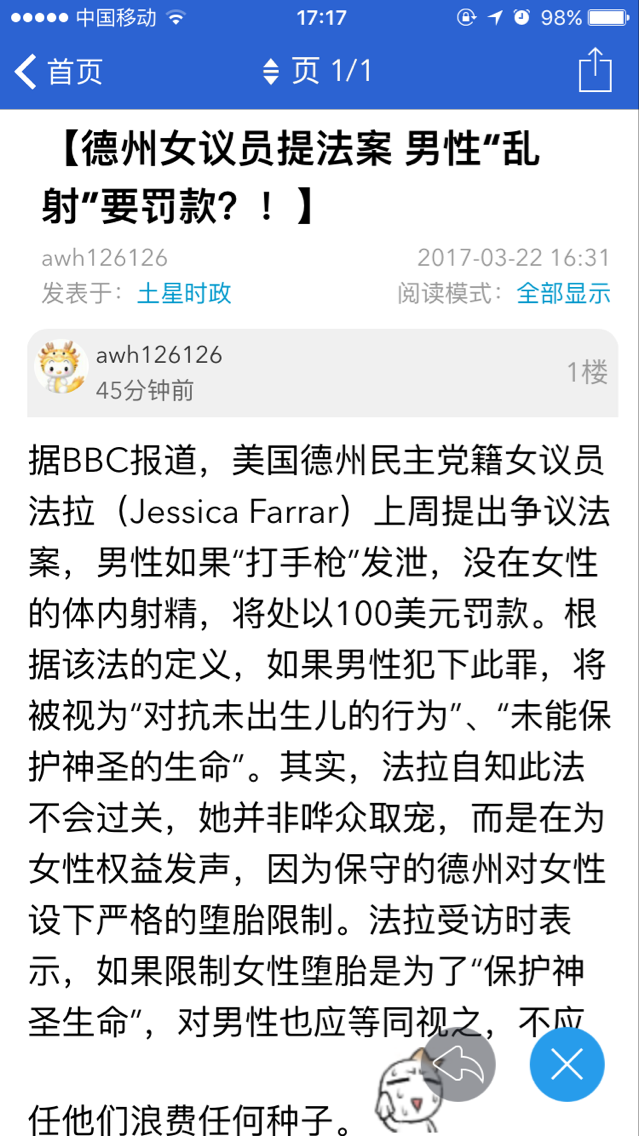 中国移动 17:17 98%
首页 页 1/1
【德州女议员提法案 男性“乱
射”要罚款？！】
awh126126 2017-03-22 16:31
发表于：土星时政 阅读模式：全部显示
awh126126
1楼
45分钟前
据BBC报道，美国德州民主党籍女议员
法拉（Jessica Farrar）上周提出争议法
案，男性如果“打手枪”发泄，没在女性
的体内射精，将处以100美元罚款。根
据该法的定义，如果男性犯下此罪，将
被视为“对抗未出生儿的行为”、“未能保
护神圣的生命”。其实，法拉自知此法
不会过关，她并非哗众取宠，而是在为
女性权益发声，因为保守的德州对女性
设下严格的堕胎限制。法拉受访时表
示，如果限制女性堕胎是为了“保护神
圣生命”，对男性也应等同视之，不应
任他们浪费任何种子。